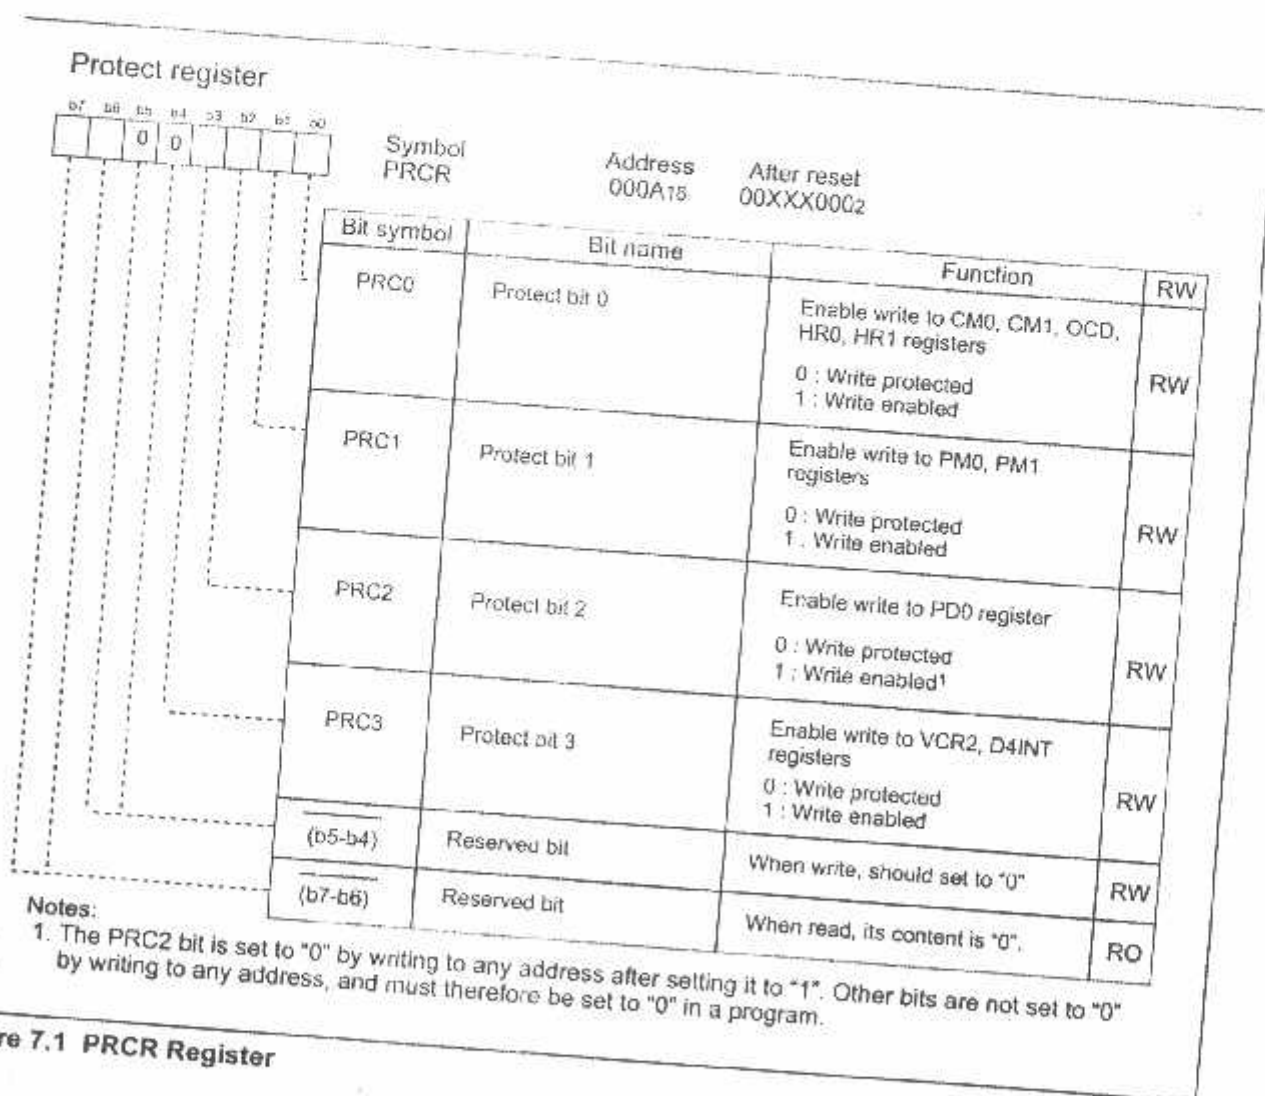 Protect register
b7 b6 b5 b4 b3 b2 b1 b0
0 0
Symbol Address After reset
PRCR 000A16 00XXX0002
Bit symbol Bit name Function RW
PRC0 Protect bit 0 Enable write to CM0, CM1, OCD,
HR0, HR1 registers
0 : Write protected
1 : Write enabled
RW
PRC1 Protect bit 1 Enable write to PM0, PM1
registers
0 : Write protected
1 : Write enabled
RW
PRC2 Protect bit 2 Enable write to PD0 register
0 : Write protected
1 : Write enabled1
RW
PRC3 Protect bit 3 Enable write to VCR2, D4INT
registers
0 : Write protected
1 : Write enabled
RW
(b5-b4) Reserved bit When write, should set to "0" RW
(b7-b6) Reserved bit When read, its content is "0". RO
Notes:
1. The PRC2 bit is set to "0" by writing to any address after setting it to "1". Other bits are not set to "0"
by writing to any address, and must therefore be set to "0" in a program.
re 7.1 PRCR Register